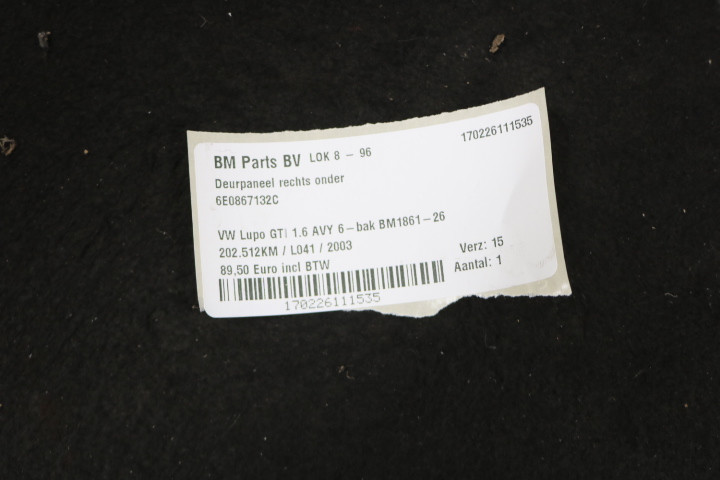 BM Parts BV LOK 8 - 96 170226111535
Deurpaneel rechts onder
6E0867132C
VW Lupo GTI 1.6 AVY 6-bak BM1861-26
202.512KM / L041 / 2003 Verz: 15
89,50 Euro incl BTW Aantal: 1
170226111535